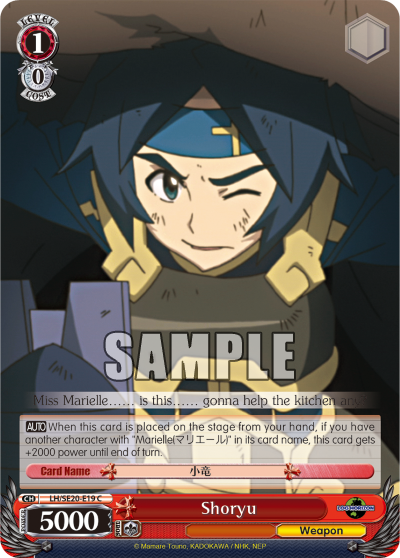 LEVEL
1
0
COST
SAMPLE
Miss Marielle…… is this…… gonna help the kitchen any
AUTO When this card is placed on the stage from your hand, if you have
another character with "Marielle(マリエール)" in its card name, this card gets
+2000 power until end of turn.
Card Name 小竜
CH LH/SE20-E19 C
Shoryu
POWER 5000
Weapon
© Mamare Touno, KADOKAWA / NHK, NEP